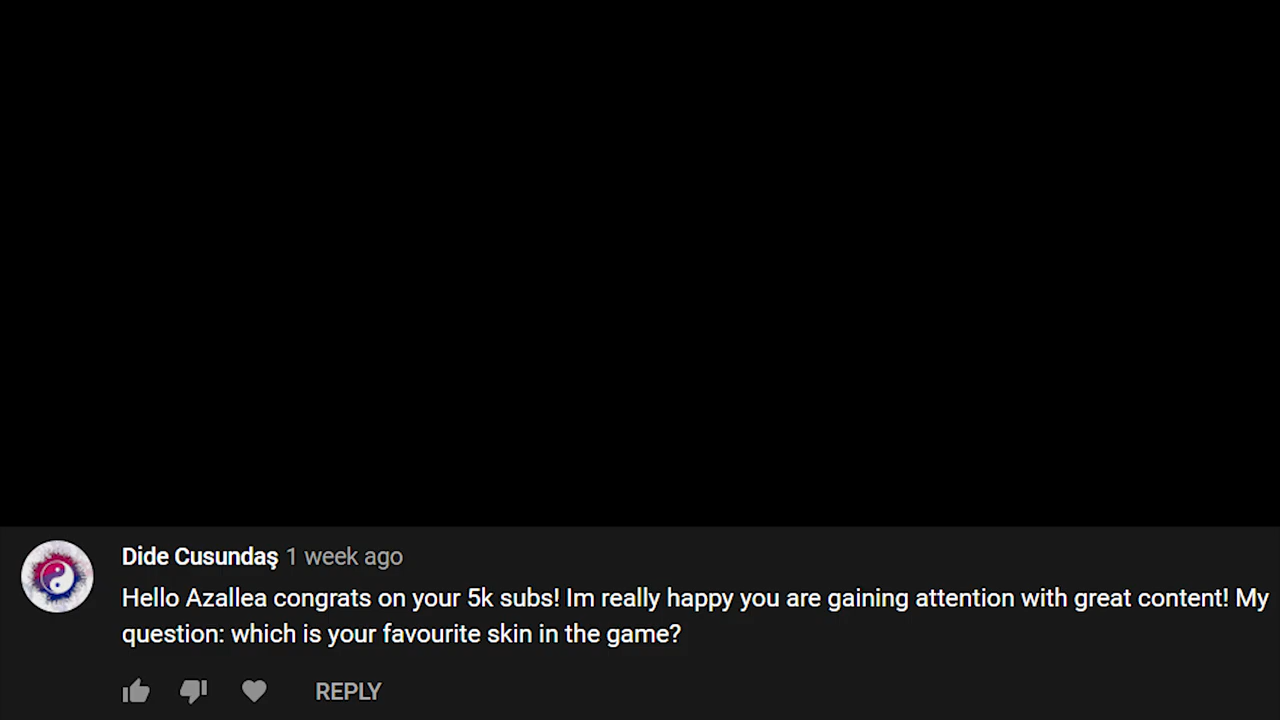 Dide Cusundaş 1 week ago
Hello Azallea congrats on your 5k subs! Im really happy you are gaining attention with great content! My
question: which is your favourite skin in the game?
REPLY